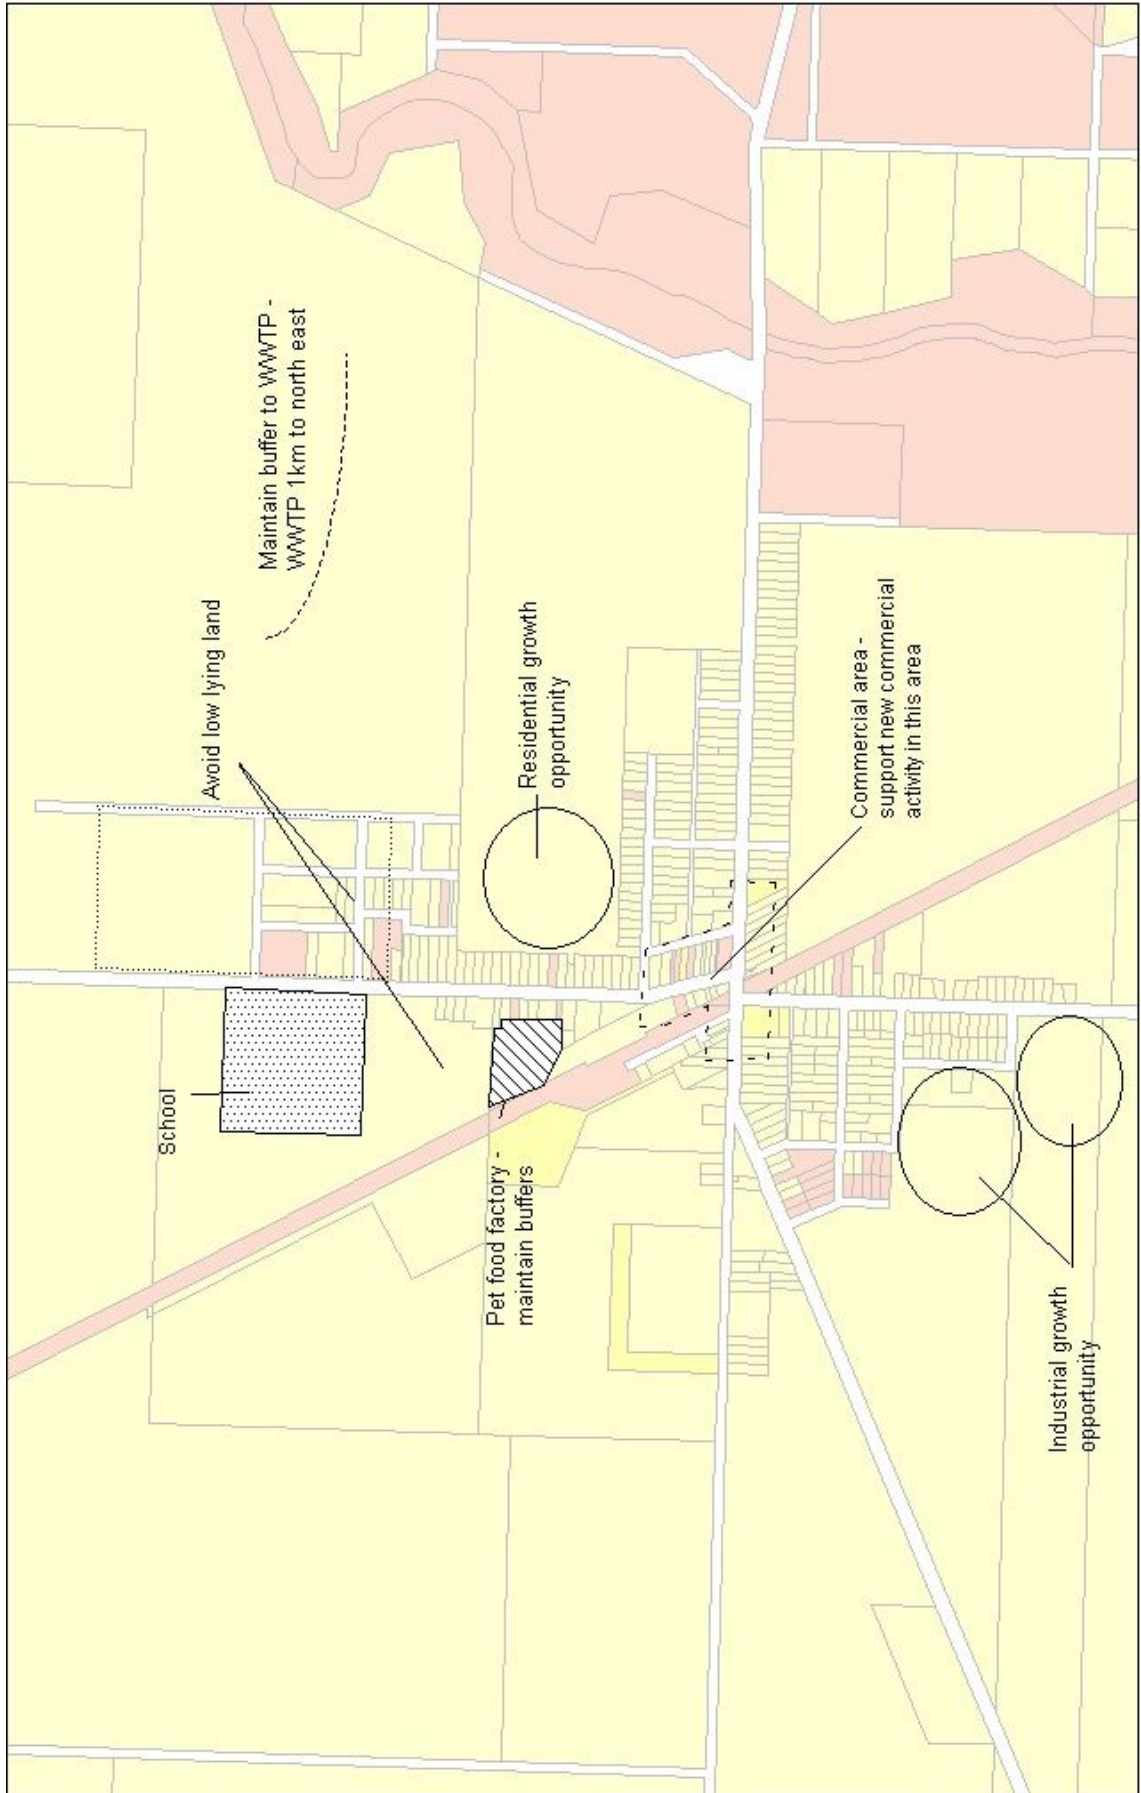 School
Avoid low lying land
Maintain buffer to WWTP -
WWTP 1km to north east
Pet food factory -
maintain buffers
Residential growth
opportunity
Commercial area -
support new commercial
activity in this area
Industrial growth
opportunity